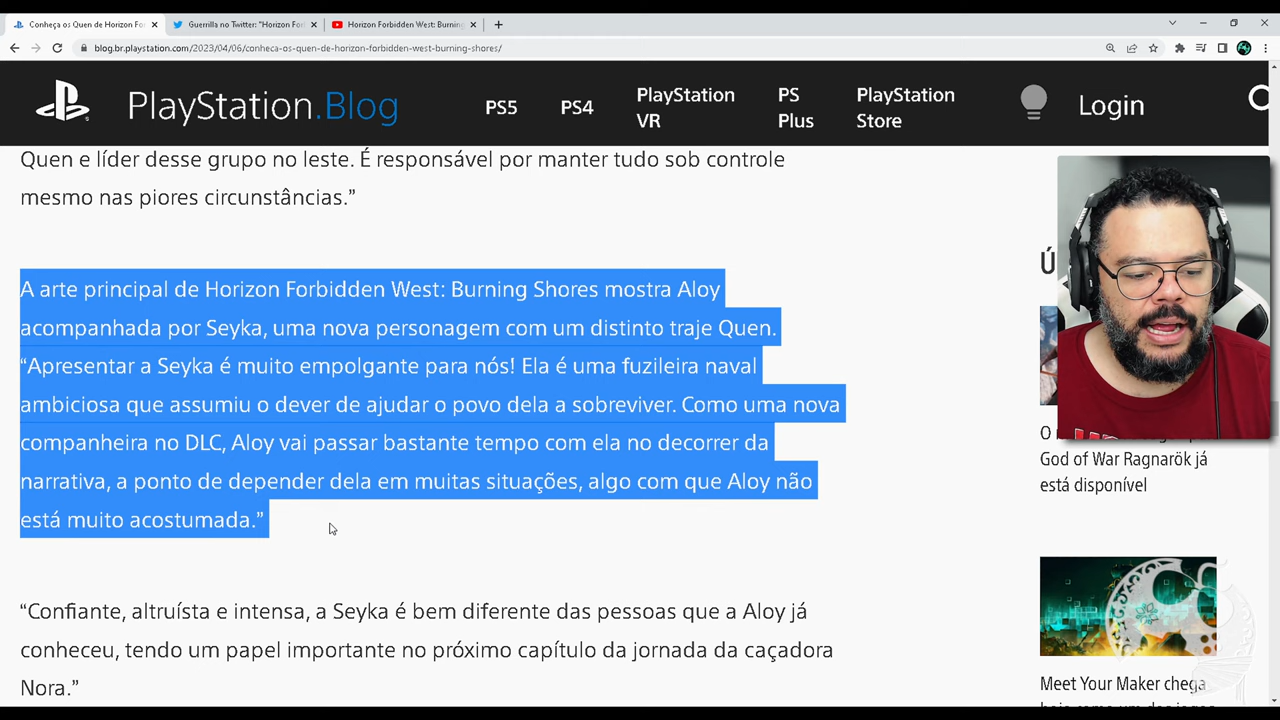 Conheça os Quen de Horizon For
Guerrilla no Twitter: "Horizon For
Horizon Forbidden West: Burning
blog.br.playstation.com/2023/04/06/conheca-os-quen-de-horizon-forbidden-west-burning-shores/
PlayStation.Blog
PS5
PS4
PlayStation
VR
PS
Plus
PlayStation
Store
Login
Quen e líder desse grupo no leste. É responsável por manter tudo sob controle
mesmo nas piores circunstâncias.”
A arte principal de Horizon Forbidden West: Burning Shores mostra Aloy
acompanhada por Seyka, uma nova personagem com um distinto traje Quen.
“Apresentar a Seyka é muito empolgante para nós! Ela é uma fuzileira naval
ambiciosa que assumiu o dever de ajudar o povo dela a sobreviver. Como uma nova
companheira no DLC, Aloy vai passar bastante tempo com ela no decorrer da
narrativa, a ponto de depender dela em muitas situações, algo com que Aloy não
está muito acostumada.”
“Confiante, altruísta e intensa, a Seyka é bem diferente das pessoas que a Aloy já
conheceu, tendo um papel importante no próximo capítulo da jornada da caçadora
Nora.”
Ú
God of War Ragnarök já
está disponível
Meet Your Maker chega